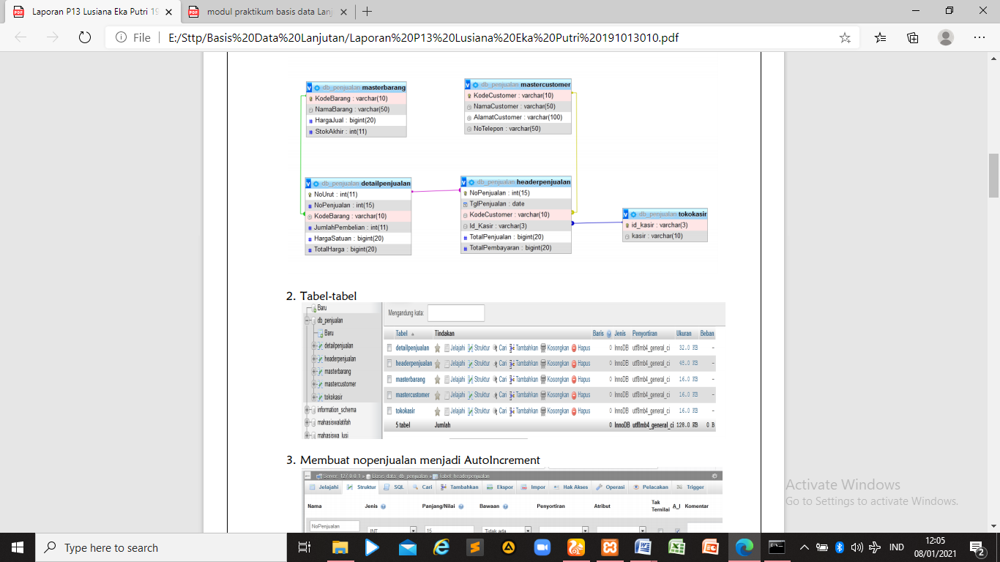 Laporan P13 Lusiana Eka Putri 19
modul praktikum basis data Lanj
File
E:/Sttp/Basis%20Data%20Lanjutan/Laporan%20P13%20Lusiana%20Eka%20Putri%20191013010.pdf
db_penjualan masterbarang
KodeBarang : varchar(10)
NamaBarang : varchar(50)
HargaJual : bigint(20)
StokAkhir : int(11)
db_penjualan mastercustomer
KodeCustomer : varchar(10)
NamaCustomer : varchar(50)
AlamatCustomer : varchar(100)
NoTelepon : varchar(50)
db_penjualan detailpenjualan
NoUrut : int(11)
NoPenjualan : int(15)
KodeBarang : varchar(10)
JumlahPembelian : int(11)
HargaSatuan : bigint(20)
TotalHarga : bigint(20)
db_penjualan headerpenjualan
NoPenjualan : int(15)
TglPenjualan : date
KodeCustomer : varchar(10)
Id_Kasir : varchar(3)
TotalPenjualan : bigint(20)
TotalPembayaran : bigint(20)
db_penjualan tokokasir
id_kasir : varchar(3)
kasir : varchar(10)
2. Tabel-tabel
Baru
db_penjualan
Baru
detailpenjualan
headerpenjualan
masterbarang
mastercustomer
tokokasir
information_schema
mahasiswalatifah
mahasiswa_lusi
Mengandung kata:
Tabel Tindakan Baris Jenis Penyortiran Ukuran Beban
detailpenjualan Jelajahi Struktur Cari Tambahkan Kosongkan Hapus 0 InnoDB utf8mb4_general_ci 32.0 KB -
headerpenjualan Jelajahi Struktur Cari Tambahkan Kosongkan Hapus 0 InnoDB utf8mb4_general_ci 48.0 KB -
masterbarang Jelajahi Struktur Cari Tambahkan Kosongkan Hapus 0 InnoDB utf8mb4_general_ci 16.0 KB -
mastercustomer Jelajahi Struktur Cari Tambahkan Kosongkan Hapus 0 InnoDB utf8mb4_general_ci 16.0 KB -
tokokasir Jelajahi Struktur Cari Tambahkan Kosongkan Hapus 0 InnoDB utf8mb4_general_ci 16.0 KB -
5 tabel Jumlah 0 InnoDB utf8mb4_general_ci 128.0 KB 0 B
3. Membuat nopenjualan menjadi AutoIncrement
Server: 127.0.0.1 » Basis data: db_penjualan » Tabel: headerpenjualan
Jelajahi Struktur SQL Cari Tambahkan Ekspor Impor Hak Akses Operasi Pelacakan Trigger
Nama Jenis Panjang/Nilai Bawaan Penyortiran Atribut Tak Ternilai A_I Komentar
NoPenjualan INT 15 Tidak ada
Activate Windows
Go to Settings to activate Windows.
Type here to search
IND
12:05
08/01/2021
2